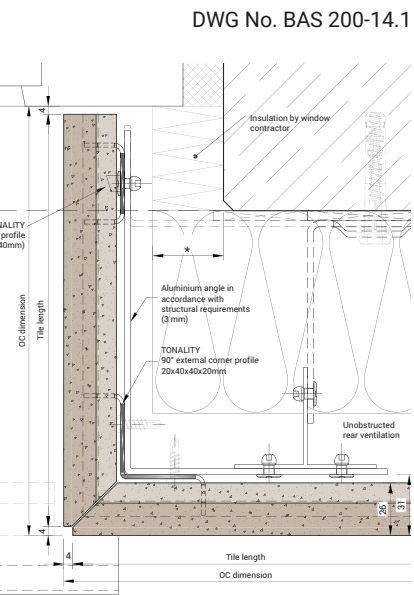 DWG No. BAS 200-14.1
4
Insulation by window
contractor
NALITY
profile
40mm)
*
OC dimension
Tile length
Aluminium angle in
accordance with
structural requirements
(3 mm)
TONALITY
90° external corner profile
20x40x40x20mm
Unobstructed
rear ventilation
26
31
4
4
Tile length
OC dimension